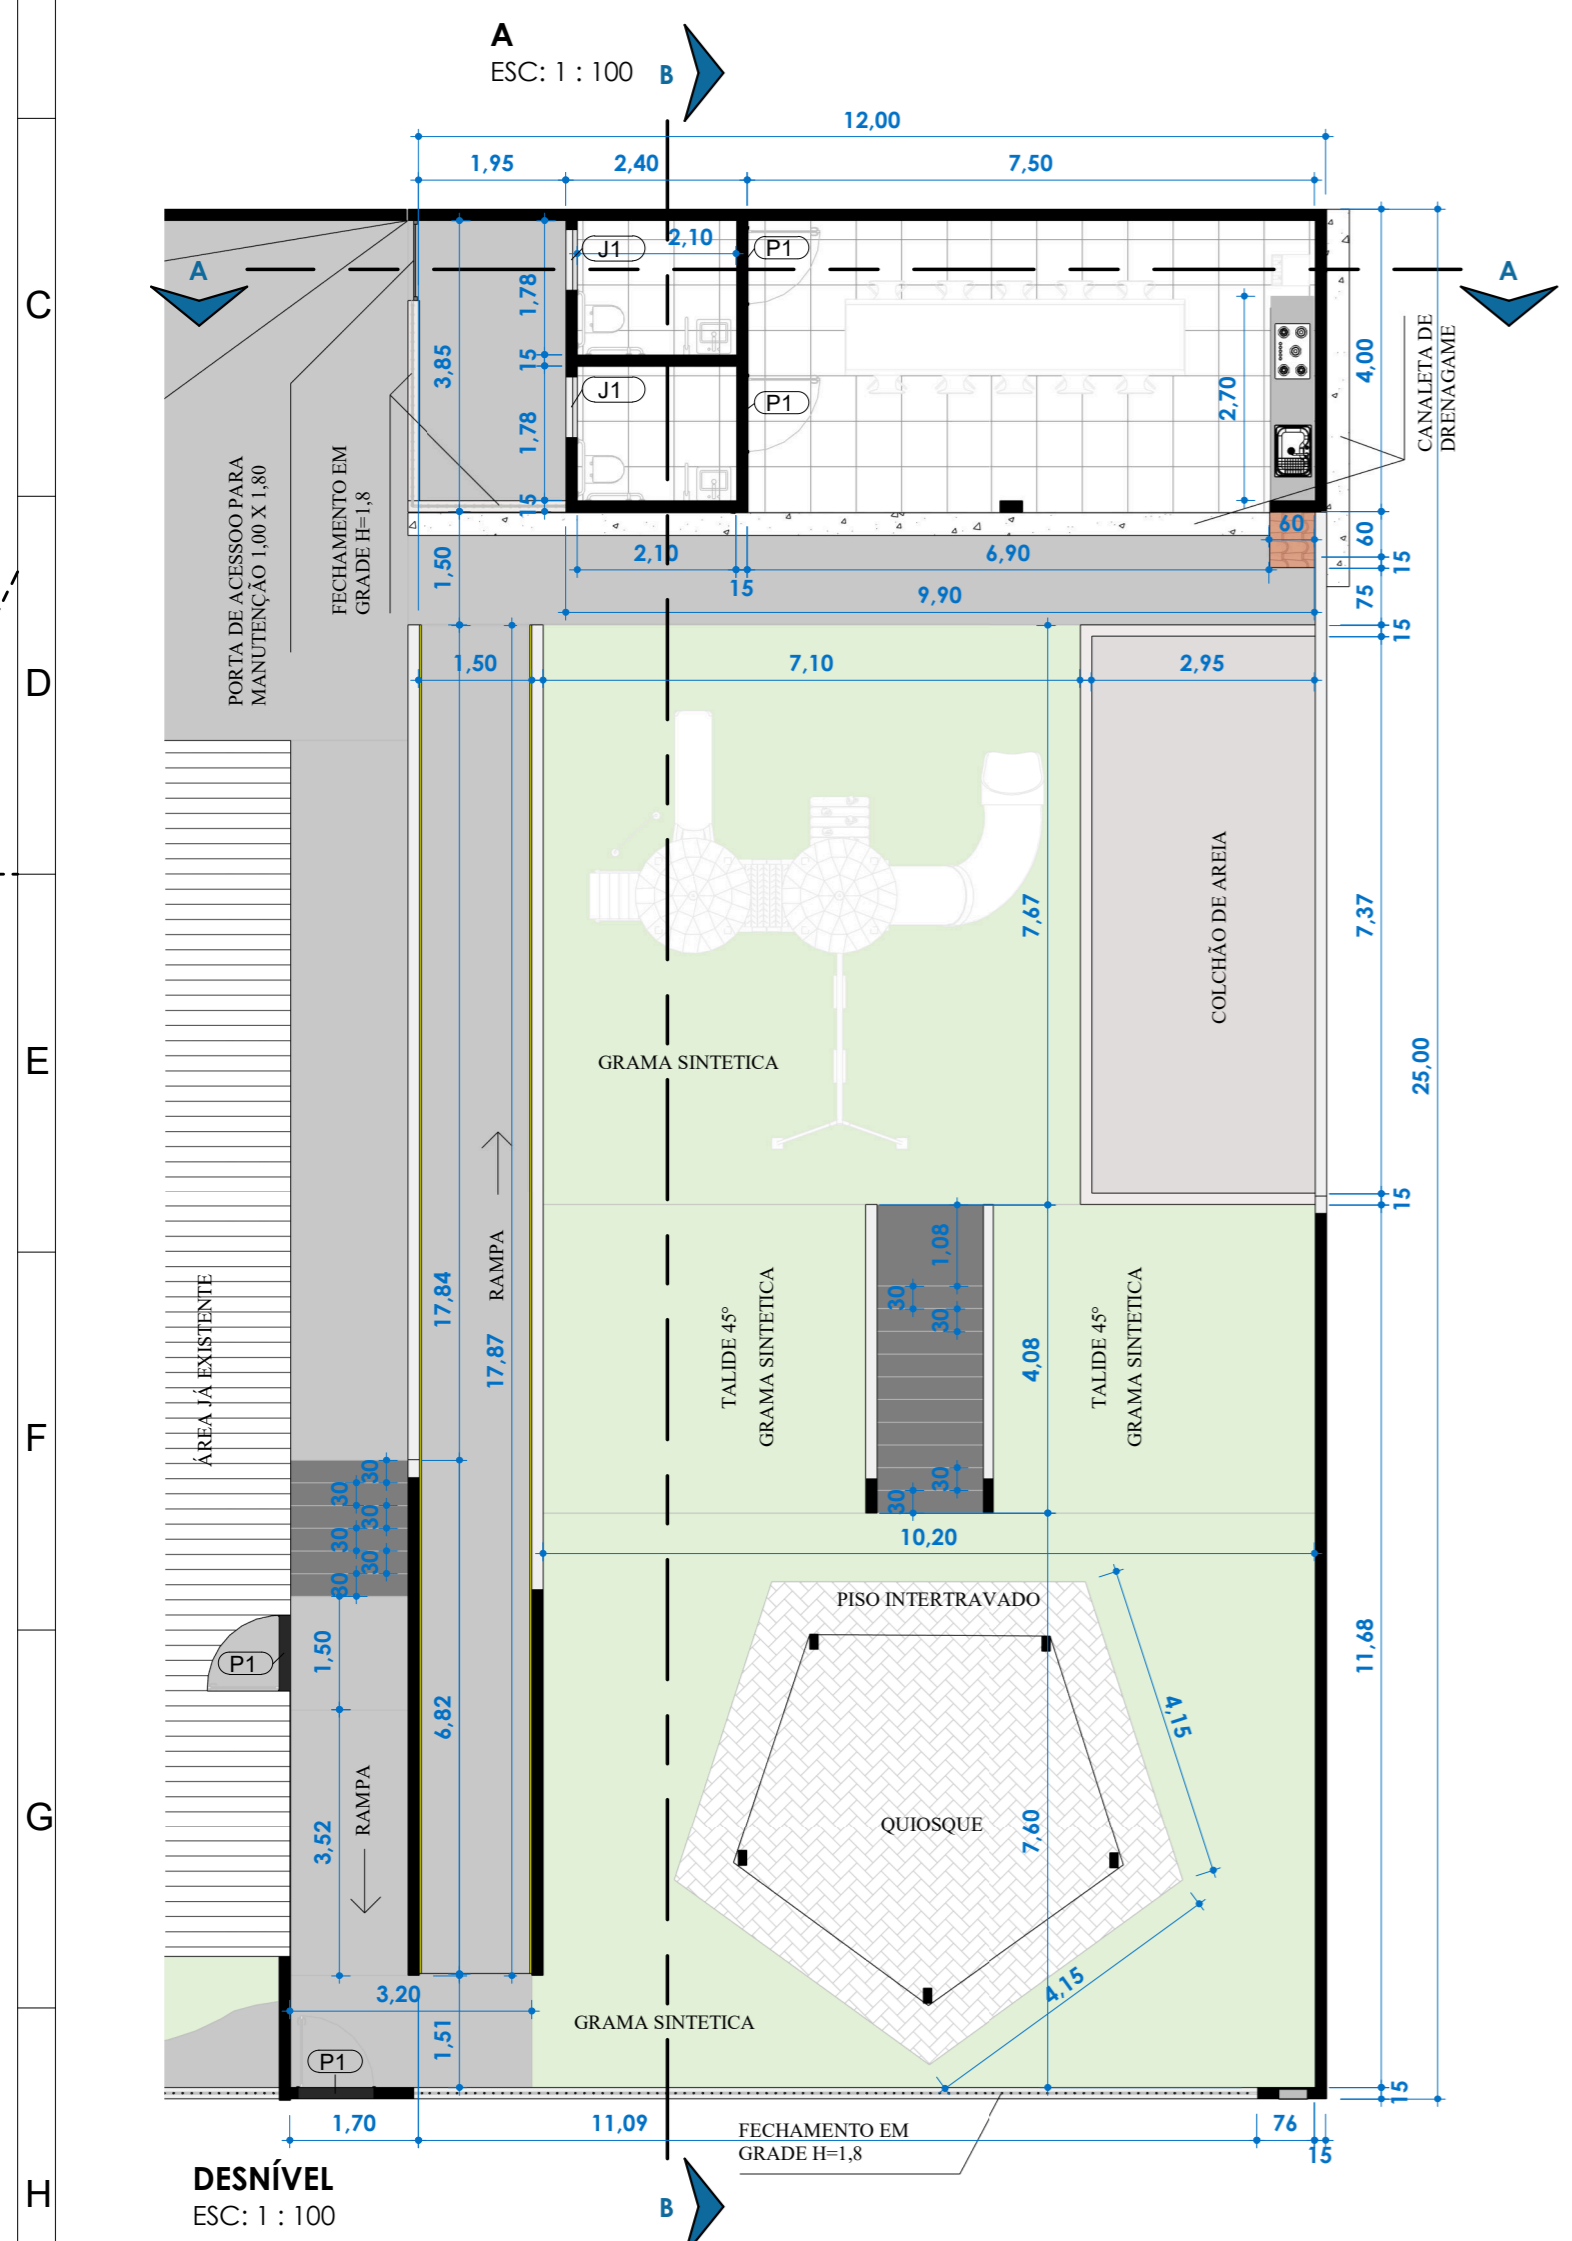 A
ESC: 1 : 100
B
12,00
1,95
2,40
7,50
C
A
J1
2,10
P1
A
1,78
3,85
15
J1
P1
2,70
4,00
CANALETA DE
DRENAGAME
1,78
15
PORTA DE ACESSOO PARA
MANUTENÇÃO 1,00 X 1,80
FECHAMENTO EM
GRADE H=1,8
1,50
2,10
15
6,90
60
60
15
9,90
75
15
D
1,50
7,10
2,95
7,67
COLCHÃO DE AREIA
7,37
25,00
E
GRAMA SINTETICA
15
RAMPA
17,84
17,87
ÁREA JÁ EXISTENTE
TALIDE 45°
GRAMA SINTETICA
1,08
30
30
4,08
TALIDE 45°
GRAMA SINTETICA
F
30
30
30
30
30
30
30
30
10,20
PISO INTERTRAVADO
11,68
P1
1,50
6,82
4,15
G
3,52
RAMPA
QUIOSQUE
7,60
3,20
4,15
1,51
GRAMA SINTETICA
P1
15
1,70
11,09
FECHAMENTO EM
GRADE H=1,8
76
15
H
DESNÍVEL
ESC: 1 : 100
B